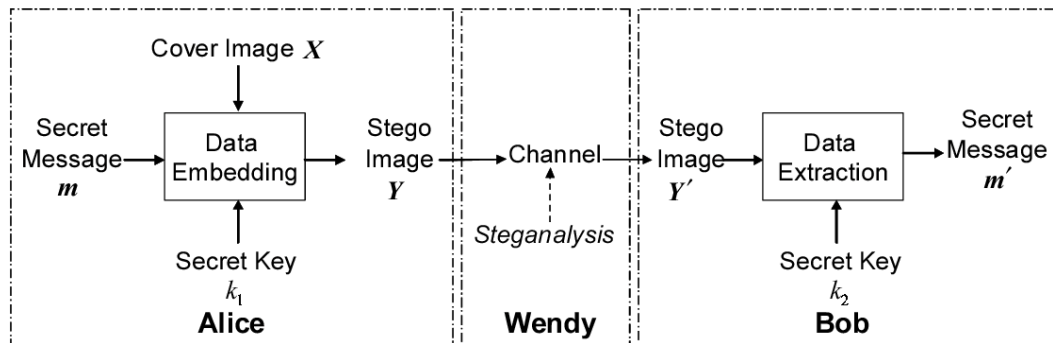 Cover Image X
Secret
Message
m
Data
Embedding
Stego
Image
Y
Secret Key
k₁
Alice
Channel
Steganalysis
Wendy
Stego
Image
Y′
Data
Extraction
Secret
Message
m′
Secret Key
k₂
Bob